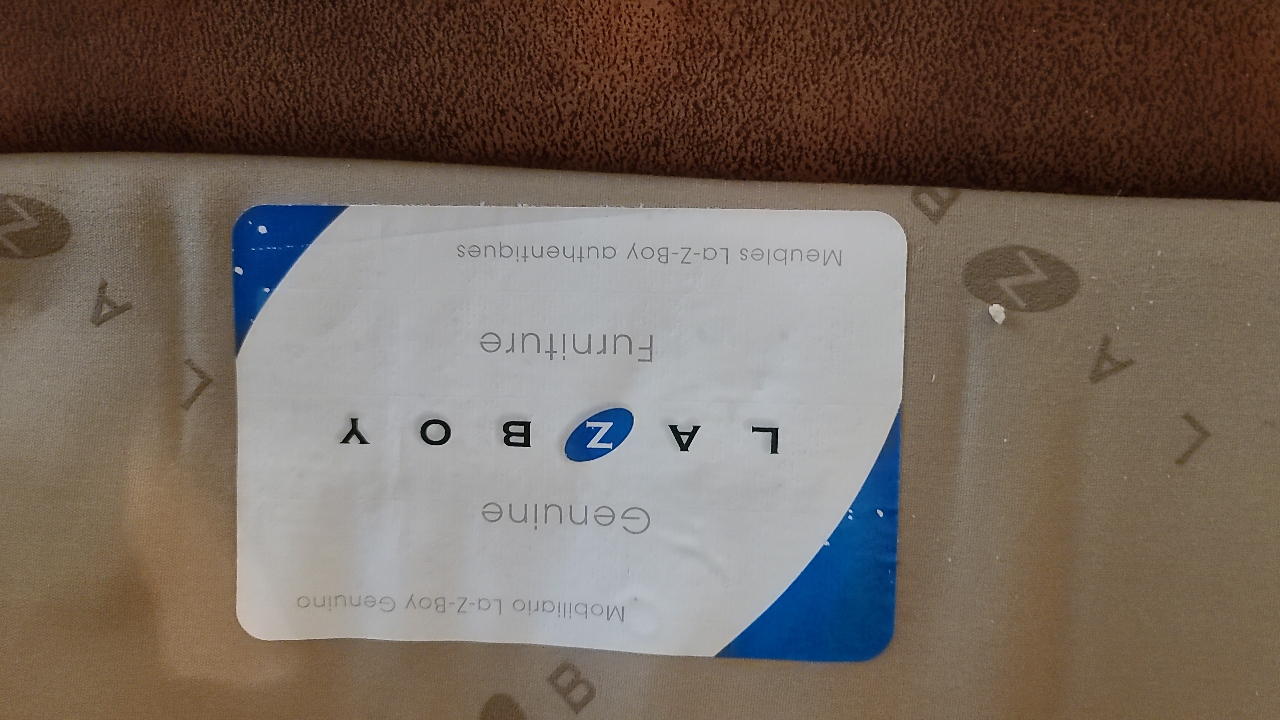 Mobiliario La-Z-Boy Genuino
Genuine
LAZBOY
Furniture
Meubles La-Z-Boy authentiques
L A Z B
L A Z
B